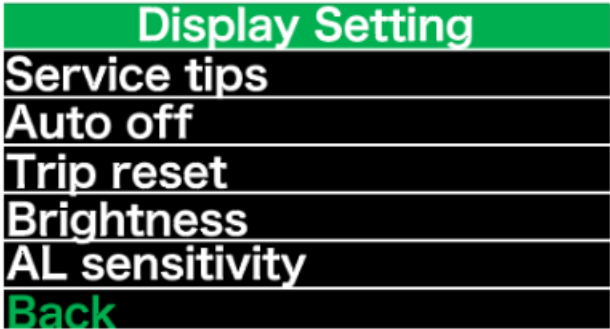 Display Setting
Service tips
Auto off
Trip reset
Brightness
AL sensitivity
Back